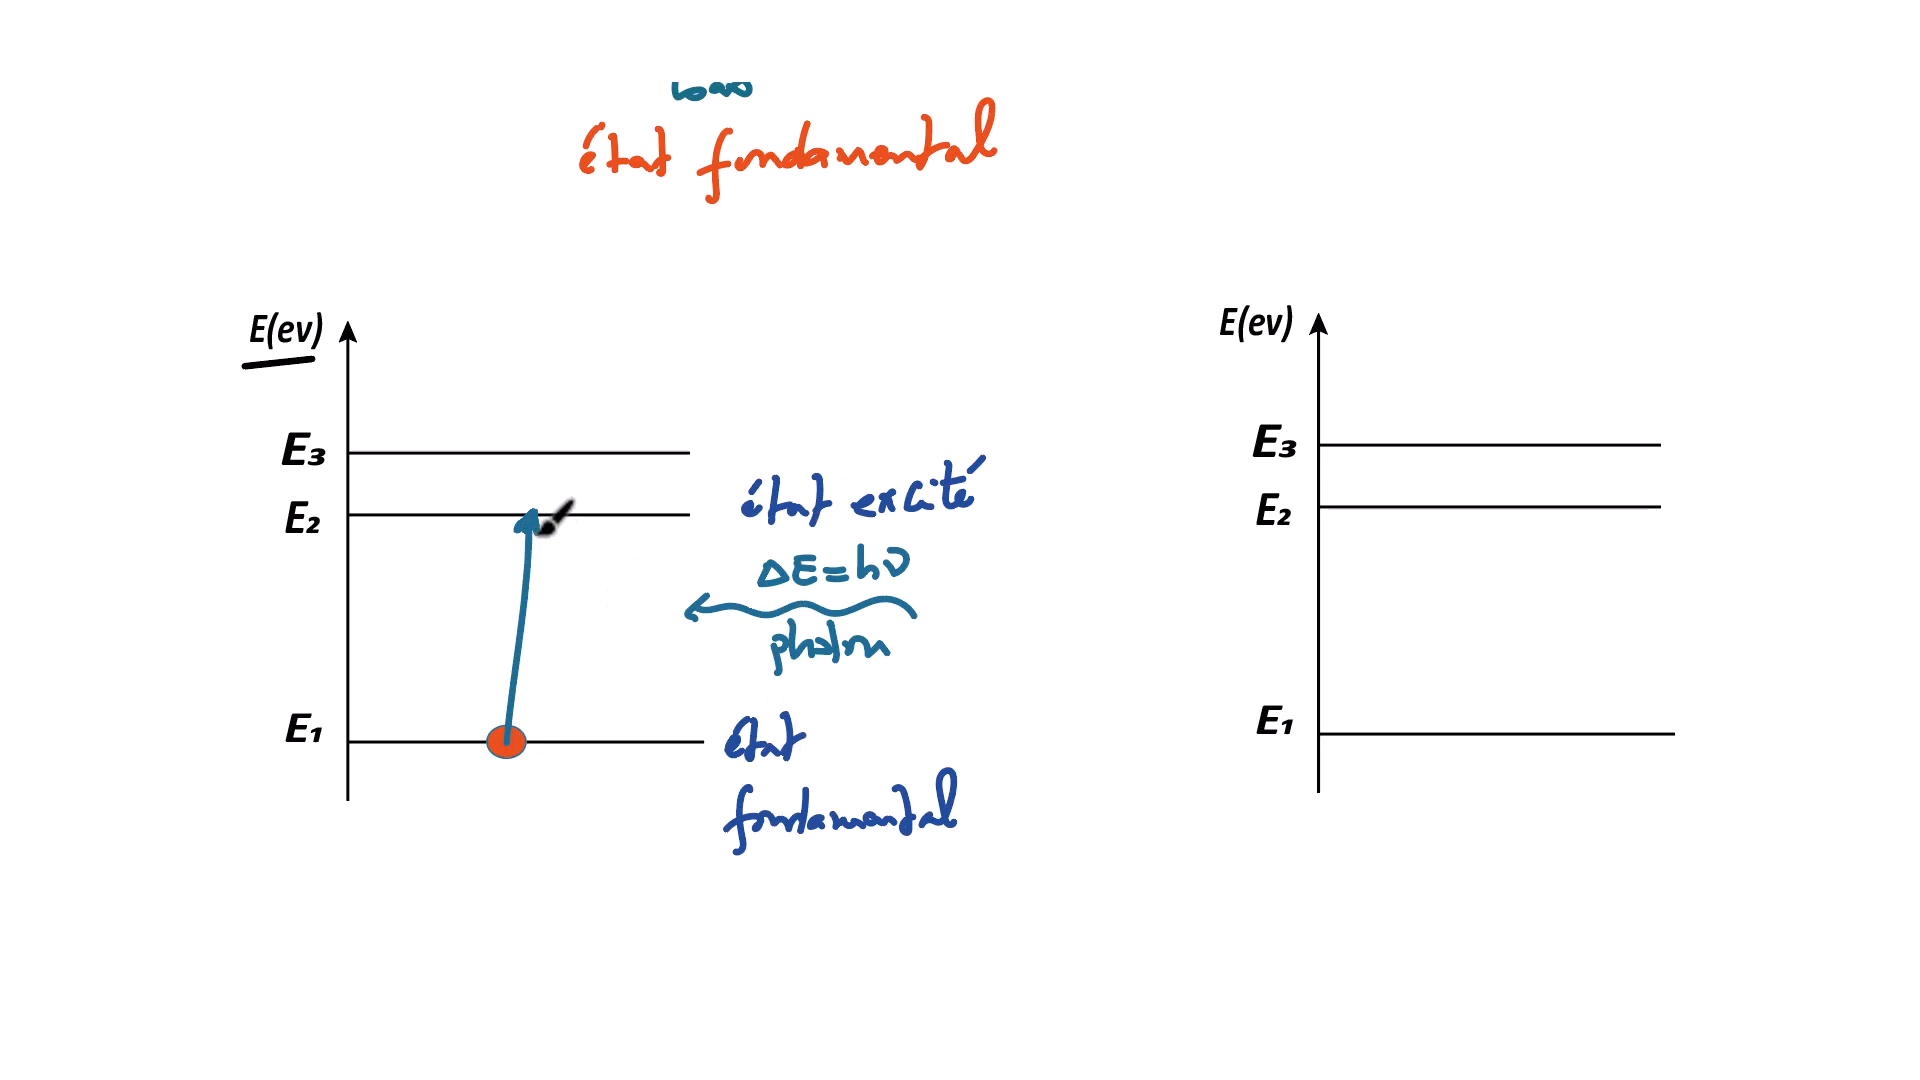 état fondamental
E(ev)
E₃
E₂
E₁
état excité
ΔE=hν
photon
état
fondamental
E(ev)
E₃
E₂
E₁